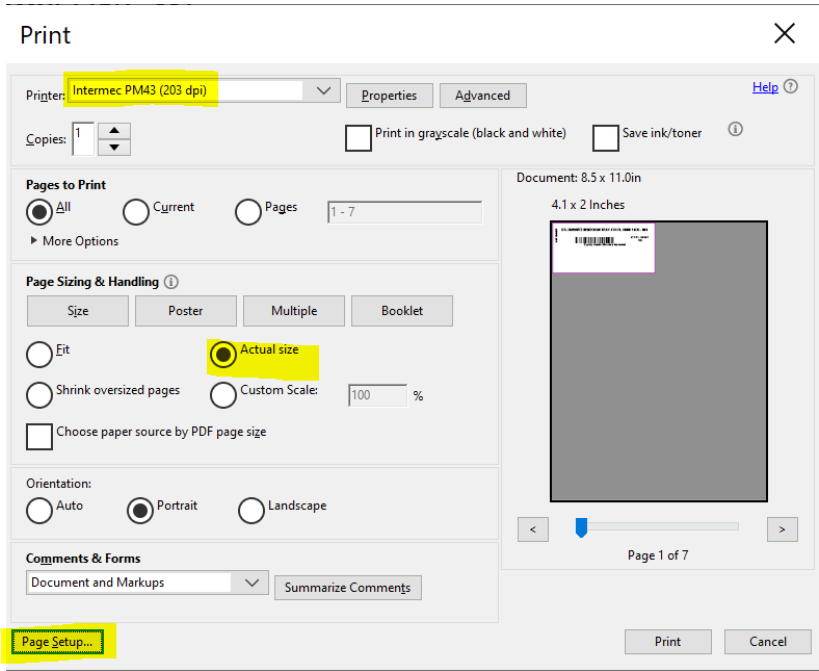 Print
Printer: Intermec PM43 (203 dpi) Properties Advanced Help ?
Copies: 1 Print in grayscale (black and white) Save ink/toner
Pages to Print
All Current Pages 1 - 7
More Options
Page Sizing & Handling
Size Poster Multiple Booklet
Fit Actual size
Shrink oversized pages Custom Scale: 100 %
Choose paper source by PDF page size
Orientation:
Auto Portrait Landscape
Comments & Forms
Document and Markups Summarize Comments
Page Setup...
Document: 8.5 x 11.0in
4.1 x 2 Inches
< >
Page 1 of 7
Print Cancel